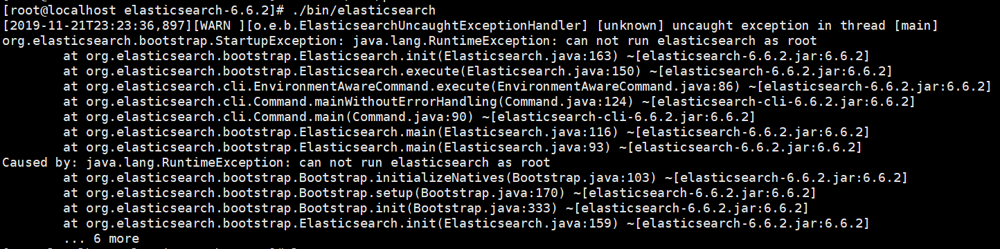 [root@localhost elasticsearch-6.6.2]# ./bin/elasticsearch
[2019-11-21T23:23:36,897][WARN ][o.e.b.ElasticsearchUncaughtExceptionHandler] [unknown] uncaught exception in thread [main]
org.elasticsearch.bootstrap.StartupException: java.lang.RuntimeException: can not run elasticsearch as root
        at org.elasticsearch.bootstrap.Elasticsearch.init(Elasticsearch.java:163) ~[elasticsearch-6.6.2.jar:6.6.2]
        at org.elasticsearch.bootstrap.Elasticsearch.execute(Elasticsearch.java:150) ~[elasticsearch-6.6.2.jar:6.6.2]
        at org.elasticsearch.cli.EnvironmentAwareCommand.execute(EnvironmentAwareCommand.java:86) ~[elasticsearch-6.6.2.jar:6.6.2]
        at org.elasticsearch.cli.Command.mainWithoutErrorHandling(Command.java:124) ~[elasticsearch-cli-6.6.2.jar:6.6.2]
        at org.elasticsearch.cli.Command.main(Command.java:90) ~[elasticsearch-cli-6.6.2.jar:6.6.2]
        at org.elasticsearch.bootstrap.Elasticsearch.main(Elasticsearch.java:116) ~[elasticsearch-6.6.2.jar:6.6.2]
        at org.elasticsearch.bootstrap.Elasticsearch.main(Elasticsearch.java:93) ~[elasticsearch-6.6.2.jar:6.6.2]
Caused by: java.lang.RuntimeException: can not run elasticsearch as root
        at org.elasticsearch.bootstrap.Bootstrap.initializeNatives(Bootstrap.java:103) ~[elasticsearch-6.6.2.jar:6.6.2]
        at org.elasticsearch.bootstrap.Bootstrap.setup(Bootstrap.java:170) ~[elasticsearch-6.6.2.jar:6.6.2]
        at org.elasticsearch.bootstrap.Bootstrap.init(Bootstrap.java:333) ~[elasticsearch-6.6.2.jar:6.6.2]
        at org.elasticsearch.bootstrap.Elasticsearch.init(Elasticsearch.java:159) ~[elasticsearch-6.6.2.jar:6.6.2]
        ... 6 more